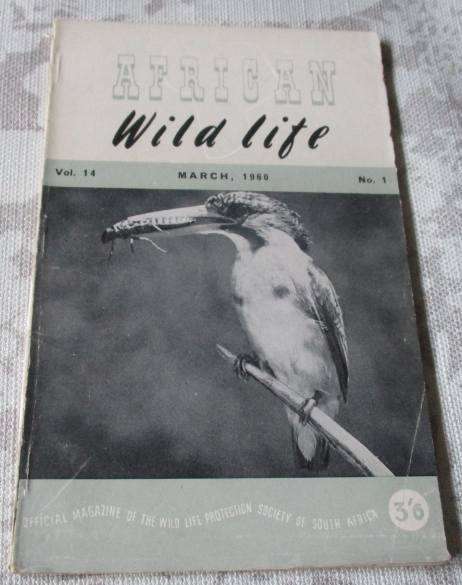 AFRICAN
Wild life
Vol. 14 MARCH, 1960 No. 1
OFFICIAL MAGAZINE OF THE WILD LIFE PROTECTION SOCIETY OF SOUTH AFRICA
3'6